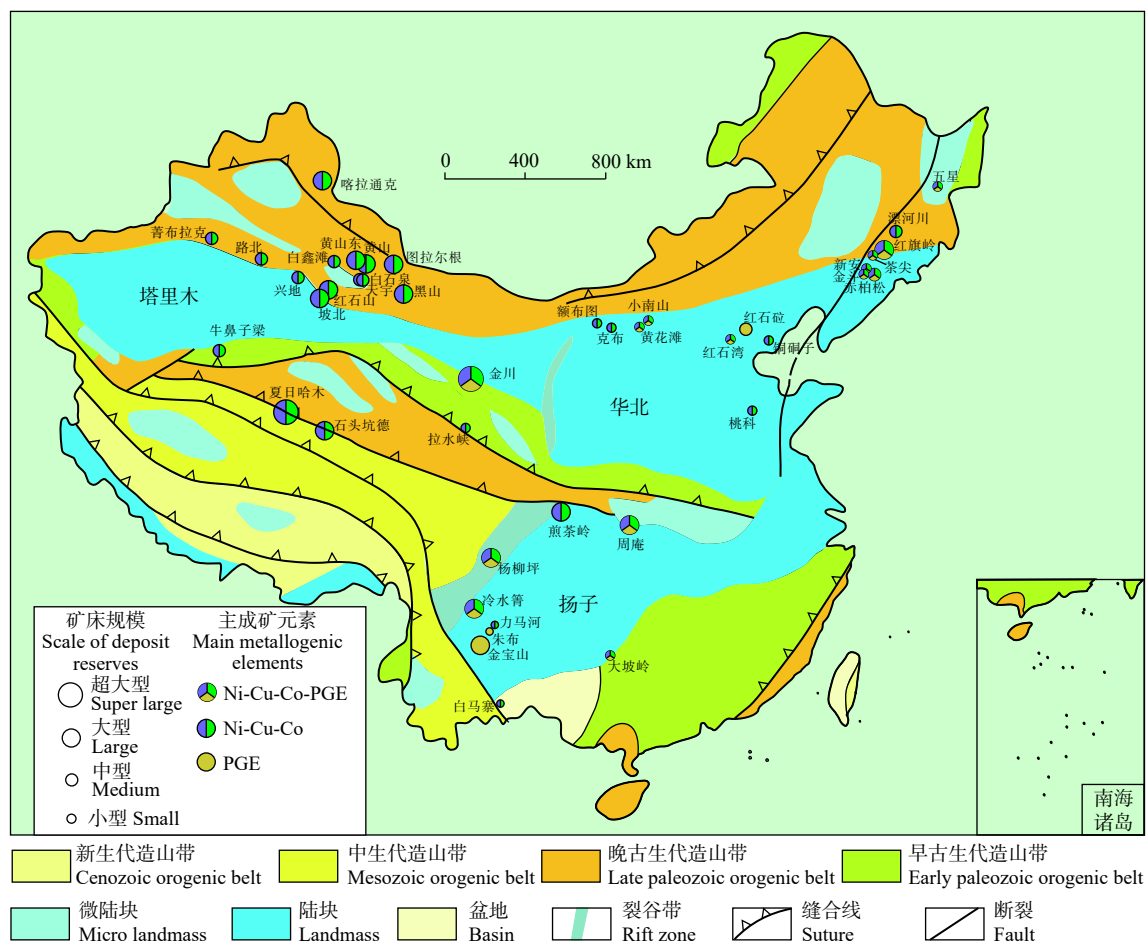 0 400 800 km
喀拉通克
五星
漂河川
红旗岭
茶尖
新安
金斗
赤柏松
菁布拉克
路北
白鑫滩
黄山东
黄山
图拉尔根
兴地
白石泉
天宇
黑山
红石山
坡北
塔里木
牛鼻子梁
额布图
克布
小南山
黄花滩
红石砬
红石湾
铜硐子
金川
华北
桃科
夏日哈木
石头坑德
拉水峡
煎茶岭
周庵
杨柳坪
扬子
冷水箐
力马河
朱布
金宝山
大坡岭
白马寨
矿床规模
Scale of deposit
reserves
超大型
Super large
大型
Large
中型
Medium
小型 Small
主成矿元素
Main metallogenic
elements
Ni-Cu-Co-PGE
Ni-Cu-Co
PGE
南海
诸岛
新生代造山带
Cenozoic orogenic belt
中生代造山带
Mesozoic orogenic belt
晚古生代造山带
Late paleozoic orogenic belt
早古生代造山带
Early paleozoic orogenic belt
微陆块
Micro landmass
陆块
Landmass
盆地
Basin
裂谷带
Rift zone
缝合线
Suture
断裂
Fault